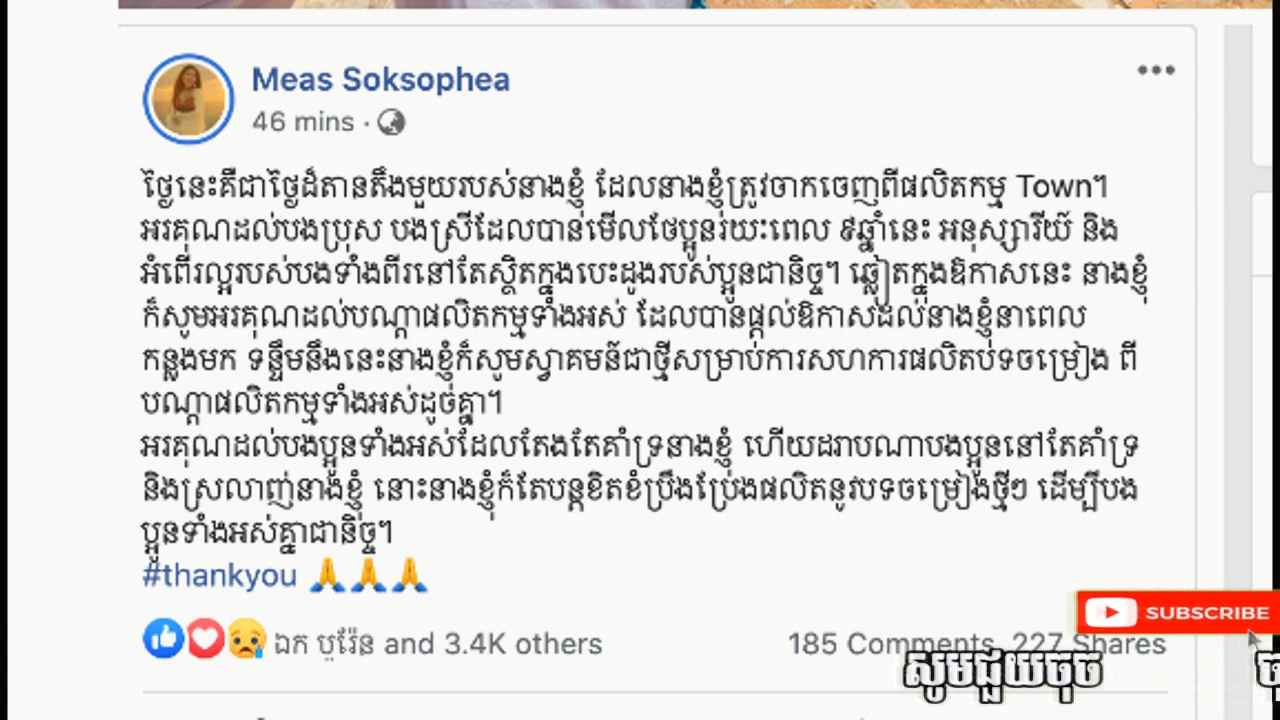 Meas Soksophea
46 mins ·
ថ្ងៃនេះគឺជាថ្ងៃដ៏តានតឹងមួយរបស់នាងខ្ញុំ ដែលនាងខ្ញុំត្រូវចាកចេញពីផលិតកម្ម Town។
អរគុណដល់បងប្រុស បងស្រីដែលបានមើលថែប្អូនរយៈពេល ៩ឆ្នាំនេះ អនុស្សាវរីយ៍ និង
អំពើរល្អរបស់បងទាំងពីរនៅតែស្ថិតក្នុងបេះដូងរបស់ប្អូនជានិច្ច។ ឆ្លៀតក្នុងឱកាសនេះ នាងខ្ញុំ
ក៏សូមអរគុណដល់បណ្តាផលិតកម្មទាំងអស់ ដែលបានផ្តល់ឱកាសដល់នាងខ្ញុំនាពេល
កន្លងមក ទន្ទឹមនឹងនេះនាងខ្ញុំក៏សូមស្វាគមន៍ជាថ្មីសម្រាប់ការសហការផលិតបទចម្រៀង ពី
បណ្តាផលិតកម្មទាំងអស់ដូចគ្នា។
អរគុណដល់បងប្អូនទាំងអស់ដែលតែងតែគាំទ្រនាងខ្ញុំ ហើយដរាបណាបងប្អូននៅតែគាំទ្រ
និងស្រលាញ់នាងខ្ញុំ នោះនាងខ្ញុំក៏តែបន្តខិតខំប្រឹងប្រែងផលិតនូវបទចម្រៀងថ្មីៗ ដើម្បីបង
ប្អូនទាំងអស់គ្នាជានិច្ច។
#thankyou 🙏🙏🙏
ឯក បូរ៉ែន and 3.4K others 185 Comments 227 Shares
SUBSCRIBE
សូមជួយចុច